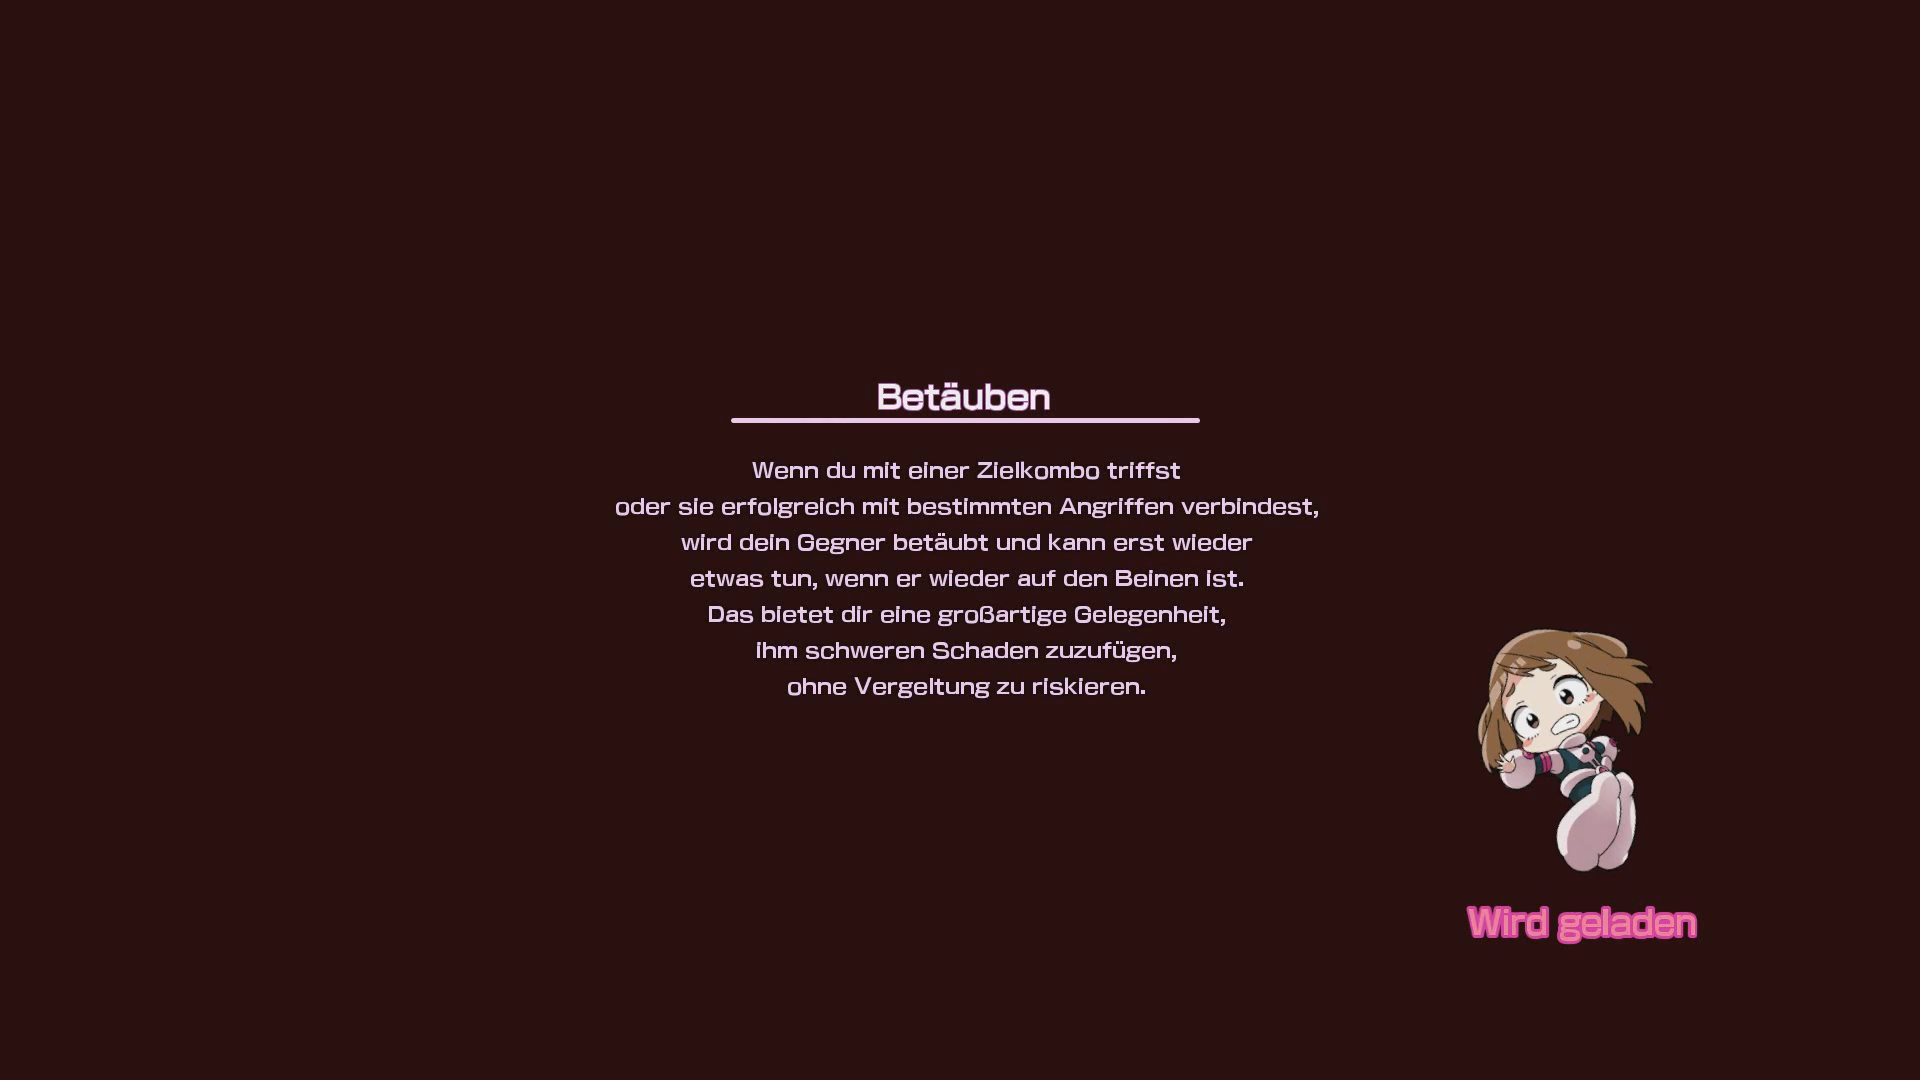 Betäuben
Wenn du mit einer Zielkombo triffst
oder sie erfolgreich mit bestimmten Angriffen verbindest,
wird dein Gegner betäubt und kann erst wieder
etwas tun, wenn er wieder auf den Beinen ist.
Das bietet dir eine großartige Gelegenheit,
ihm schweren Schaden zuzufügen,
ohne Vergeltung zu riskieren.
Wird geladen